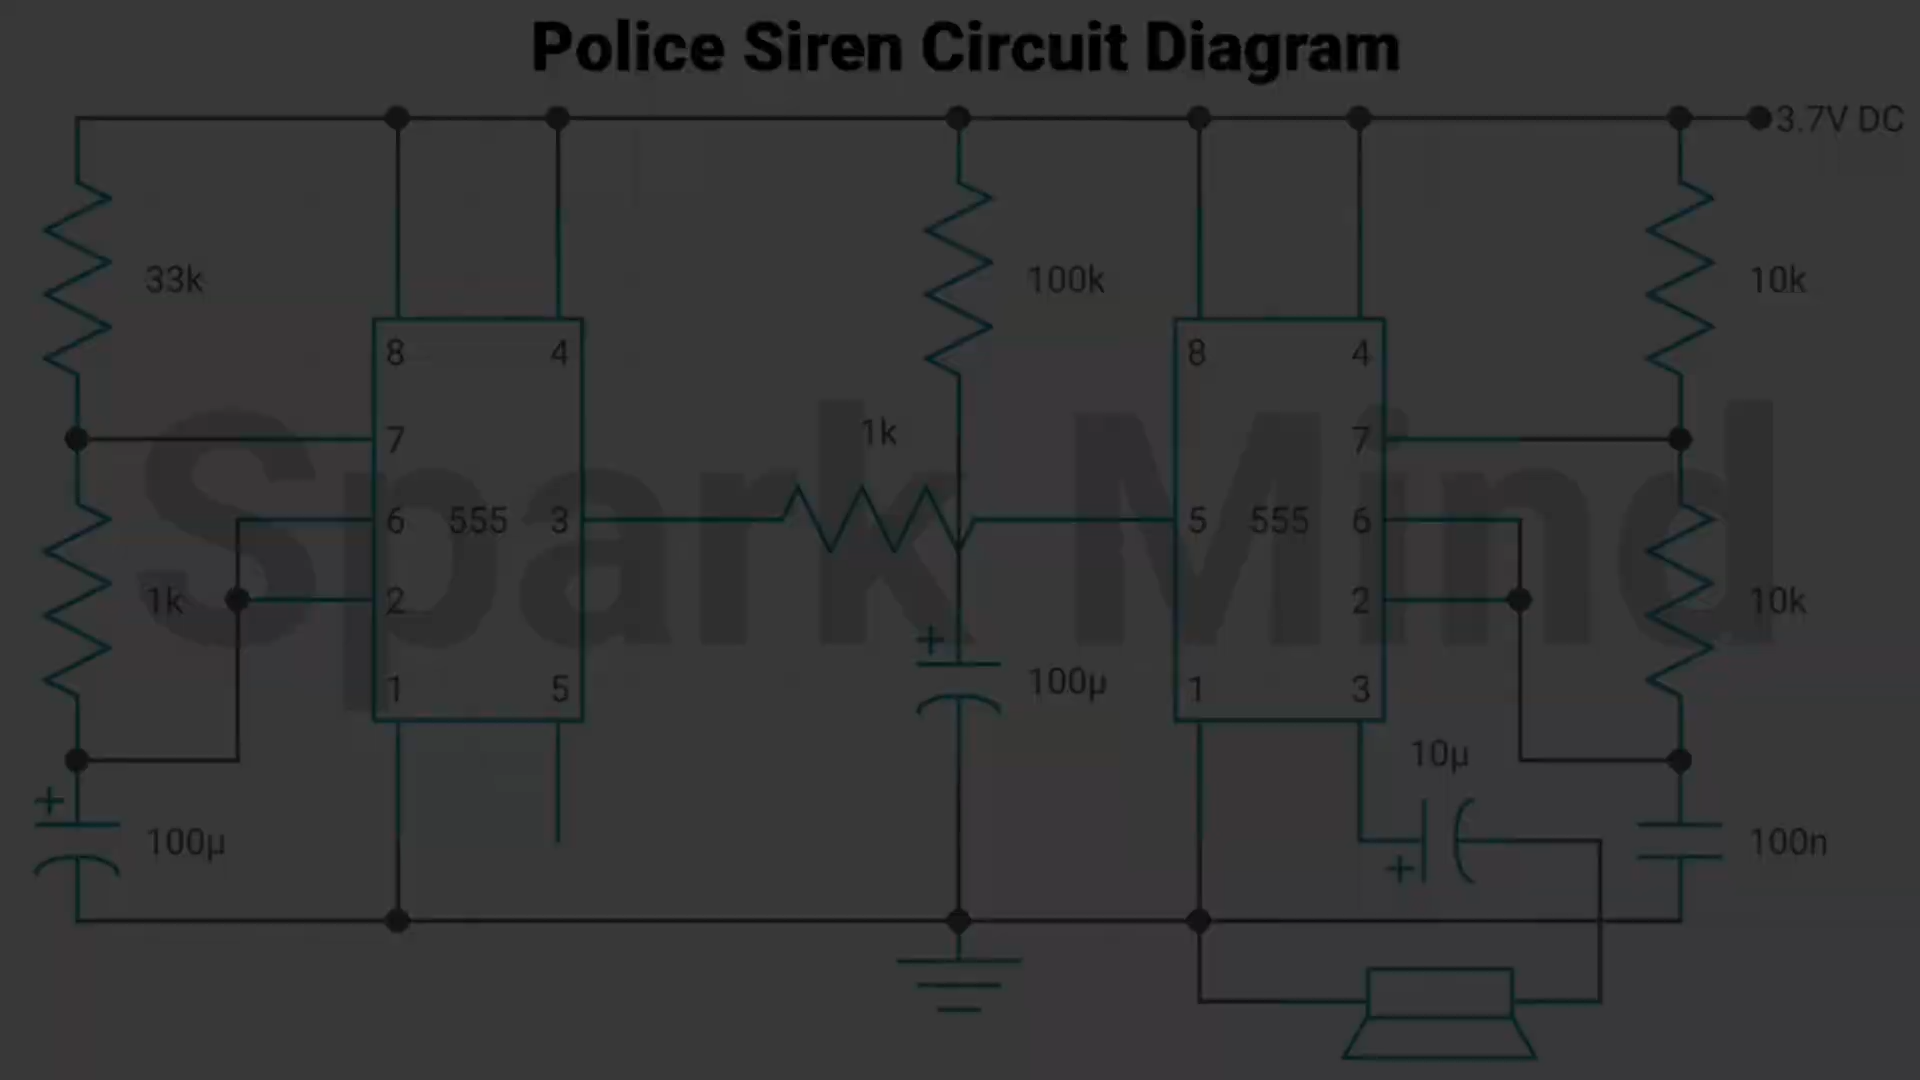 Police Siren Circuit Diagram
3.7V DC
33k
100k
10k
8 4
8 4
1k
7
7
6 555 3
5 555 6
1k
2
2
10k
+
1 5
100µ
1 3
10µ
+
100µ
+
100n
Spark Mind